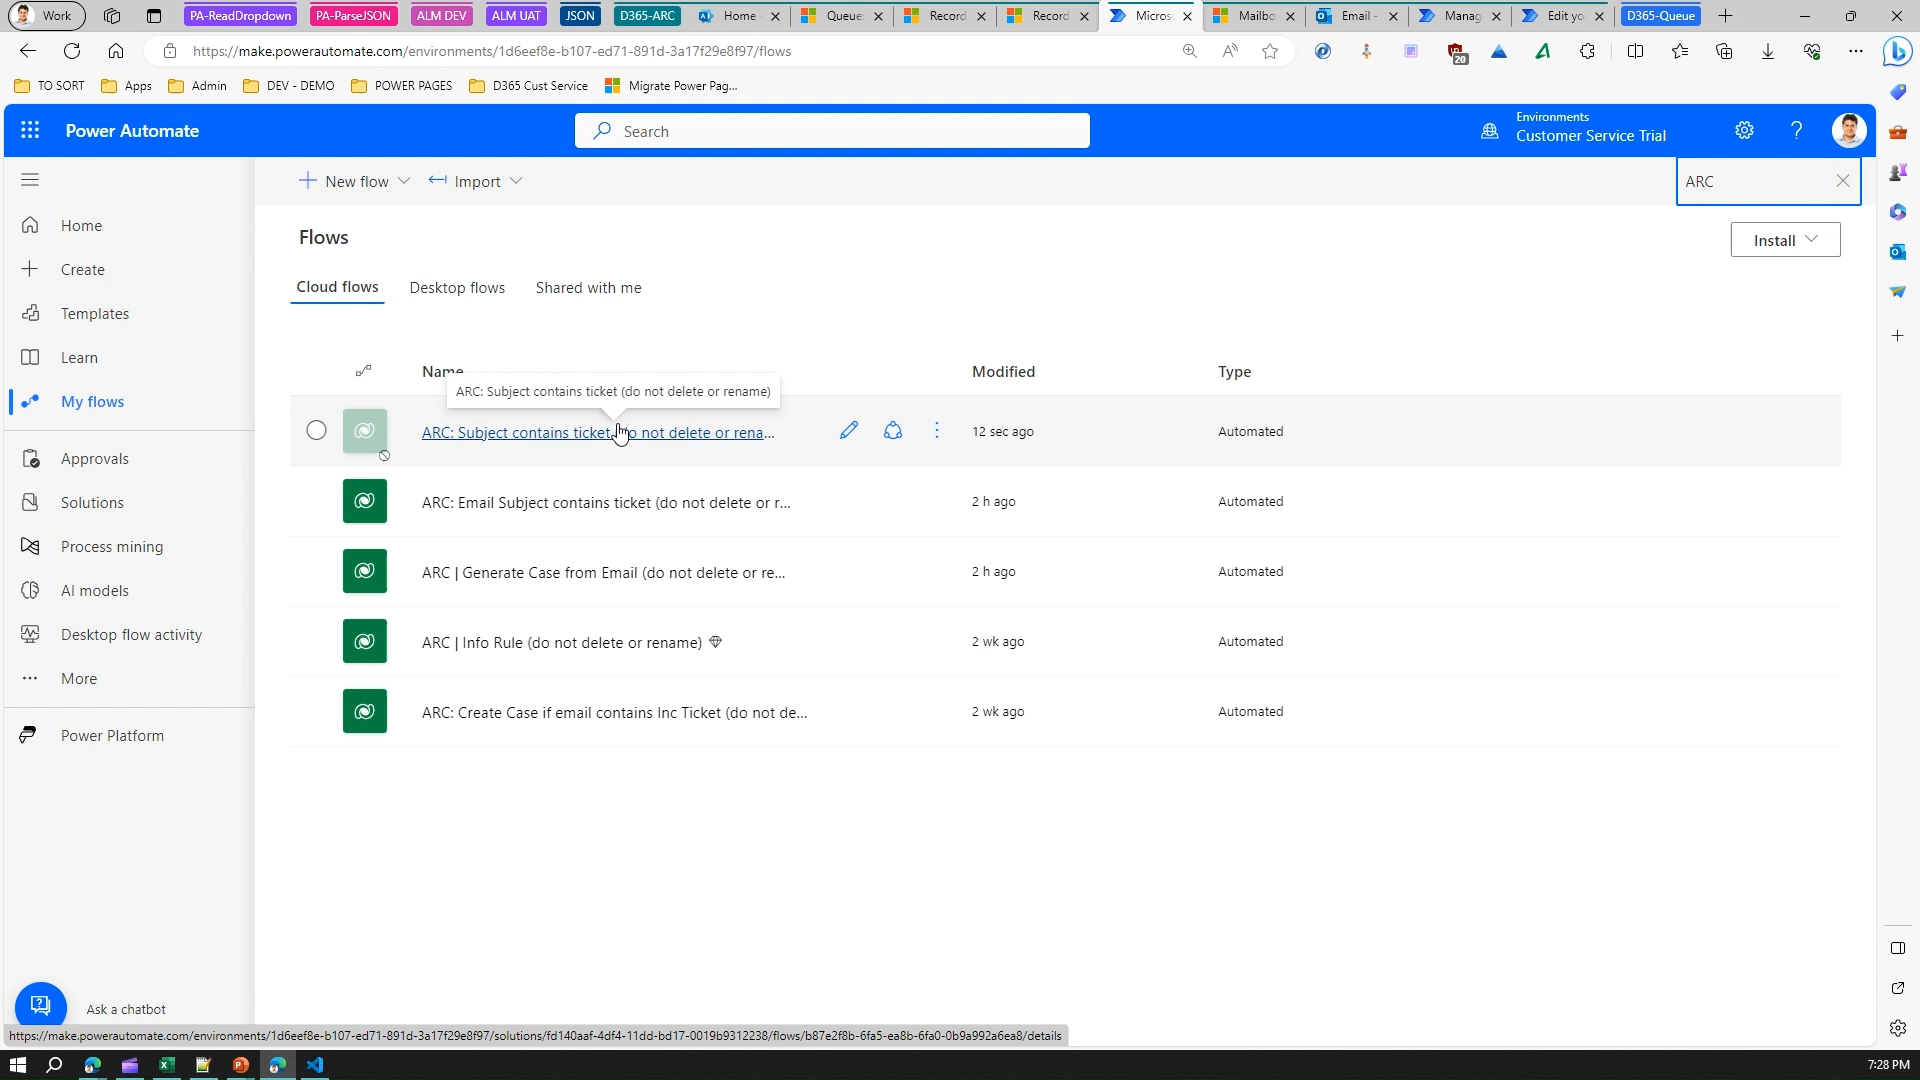 Work
PA-ReadDropdown
PA-ParseJSON
ALM DEV
ALM UAT
JSON
D365-ARC
Home
Queue:
Record
Record
Micros
Mailbo
Email -
Manag
Edit yo
D365-Queue
https://make.powerautomate.com/environments/1d6eef8e-b107-ed71-891d-3a17f29e8f97/flows
20
TO SORT
Apps
Admin
DEV - DEMO
POWER PAGES
D365 Cust Service
Migrate Power Pag...
Power Automate
Search
Environments
Customer Service Trial
New flow
Import
ARC
Home
Create
Templates
Learn
My flows
Approvals
Solutions
Process mining
AI models
Desktop flow activity
More
Power Platform
Ask a chatbot
Flows
Install
Cloud flows
Desktop flows
Shared with me
Name
Modified
Type
ARC: Subject contains ticket (do not delete or rename)
ARC: Subject contains ticket do not delete or rena...
12 sec ago
Automated
ARC: Email Subject contains ticket (do not delete or r...
2 h ago
Automated
ARC | Generate Case from Email (do not delete or re...
2 h ago
Automated
ARC | Info Rule (do not delete or rename)
2 wk ago
Automated
ARC: Create Case if email contains Inc Ticket (do not de...
2 wk ago
Automated
https://make.powerautomate.com/environments/1d6eef8e-b107-ed71-891d-3a17f29e8f97/solutions/fd140aaf-4df4-11dd-bd17-0019b9312238/flows/b87e2f8b-6fa5-ea8b-6fa0-0b9a992a6ea8/details
7:28 PM